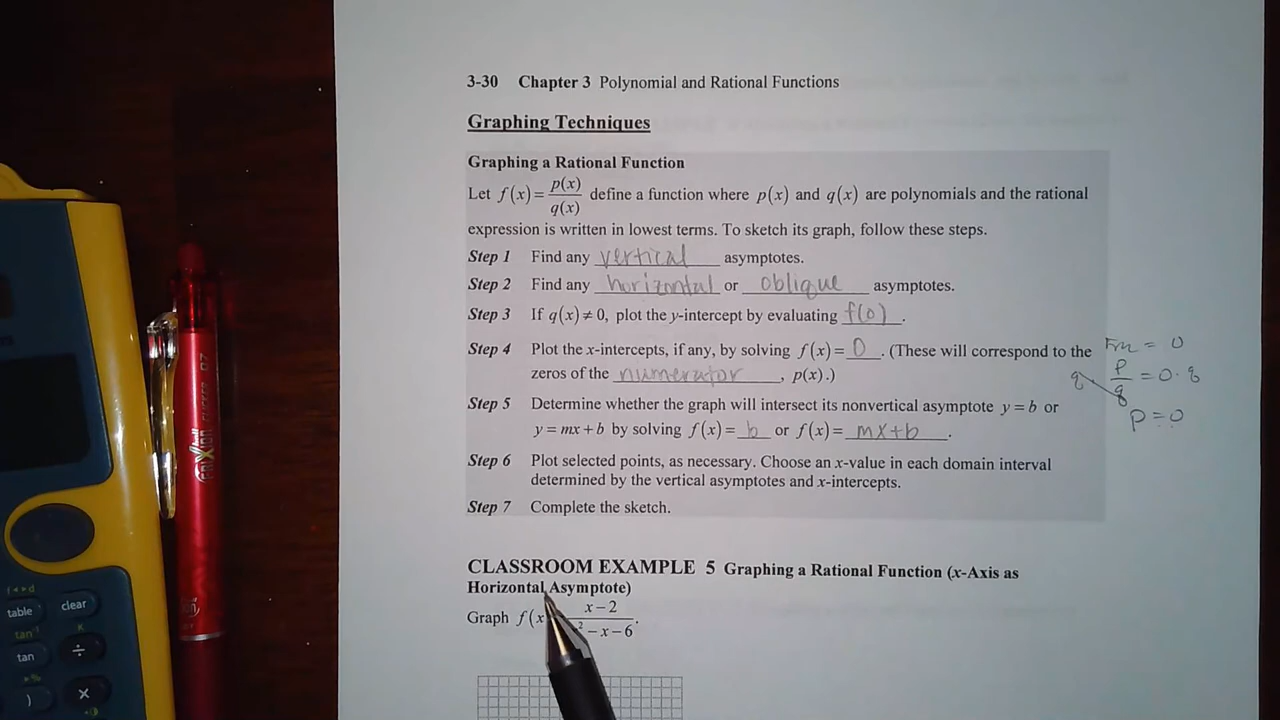 3-30 Chapter 3 Polynomial and Rational Functions
Graphing Techniques
Graphing a Rational Function
Let f(x) = p(x)/q(x) define a function where p(x) and q(x) are polynomials and the rational
expression is written in lowest terms. To sketch its graph, follow these steps.
Step 1 Find any vertical asymptotes.
Step 2 Find any horizontal or oblique asymptotes.
Step 3 If q(x) ≠ 0, plot the y-intercept by evaluating f(0).
Step 4 Plot the x-intercepts, if any, by solving f(x) = 0. (These will correspond to the
zeros of the numerator, p(x).)
= 0
q p/q = 0 · q
p = 0
Step 5 Determine whether the graph will intersect its nonvertical asymptote y = b or
y = mx + b by solving f(x) = b or f(x) = mx+b.
Step 6 Plot selected points, as necessary. Choose an x-value in each domain interval
determined by the vertical asymptotes and x-intercepts.
Step 7 Complete the sketch.
CLASSROOM EXAMPLE 5 Graphing a Rational Function (x-Axis as
Horizontal Asymptote)
Graph f(x x−2 / ² − x − 6.
FRIXION CLICKER 0.7
table clear
tan⁻¹ K
tan ÷
) ×